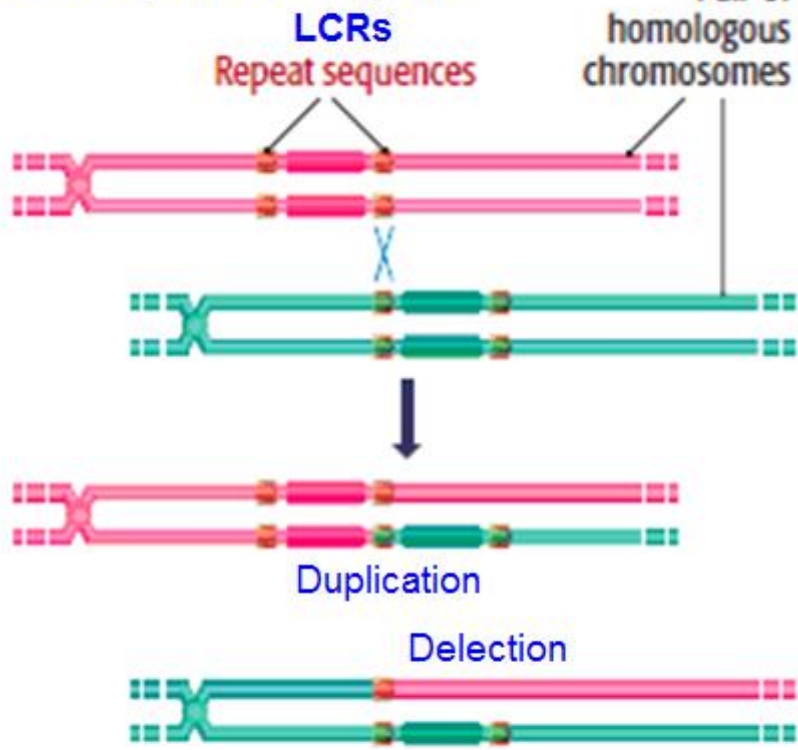 LCRs
Repeat sequences
homologous
chromosomes
Duplication
Delection